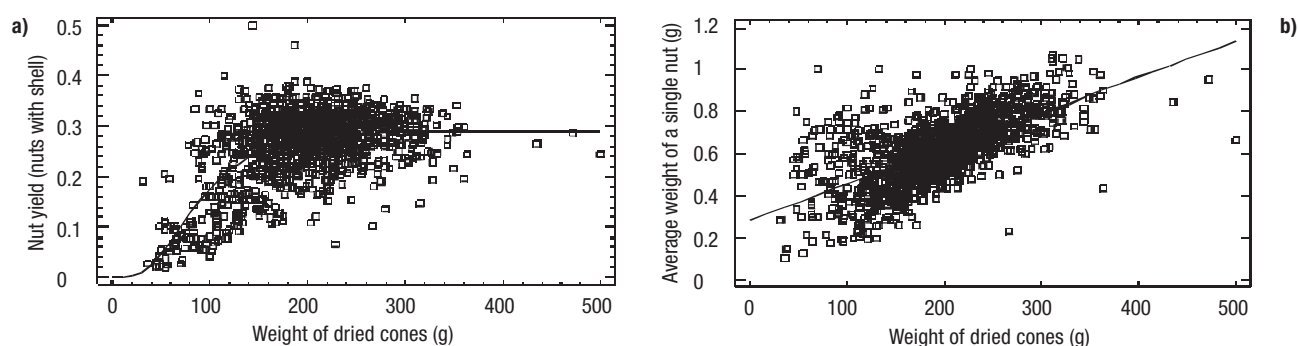 a)
Nut yield (nuts with shell)
0.5
0.4
0.3
0.2
0.1
0
0 100 200 300 400 500
Weight of dried cones (g)
b)
Average weight of a single nut (g)
1.2
1
0.8
0.6
0.4
0.2
0
0 100 200 300 400 500
Weight of dried cones (g)